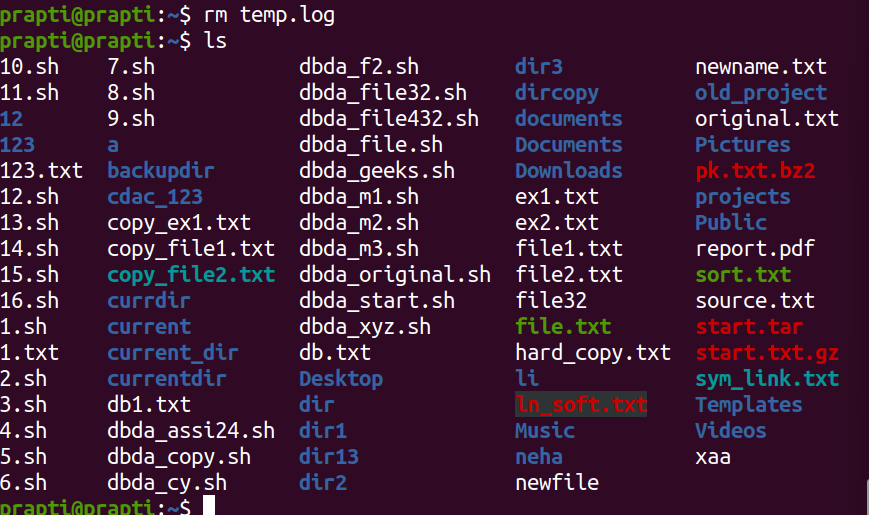 prapti@prapti:~$ rm temp.log
prapti@prapti:~$ ls
10.sh 7.sh dbda_f2.sh dir3 newname.txt
11.sh 8.sh dbda_file32.sh dircopy old_project
12 9.sh dbda_file432.sh documents original.txt
123 a dbda_file.sh Documents Pictures
123.txt backupdir dbda_geeks.sh Downloads pk.txt.bz2
12.sh cdac_123 dbda_m1.sh ex1.txt projects
13.sh copy_ex1.txt dbda_m2.sh ex2.txt Public
14.sh copy_file1.txt dbda_m3.sh file1.txt report.pdf
15.sh copy_file2.txt dbda_original.sh file2.txt sort.txt
16.sh currdir dbda_start.sh file32 source.txt
1.sh current dbda_xyz.sh file.txt start.tar
1.txt current_dir db.txt hard_copy.txt start.txt.gz
2.sh currentdir Desktop li sym_link.txt
3.sh db1.txt dir ln_soft.txt Templates
4.sh dbda_assi24.sh dir1 Music Videos
5.sh dbda_copy.sh dir13 neha xaa
6.sh dbda_cy.sh dir2 newfile
prapti@prapti:~$